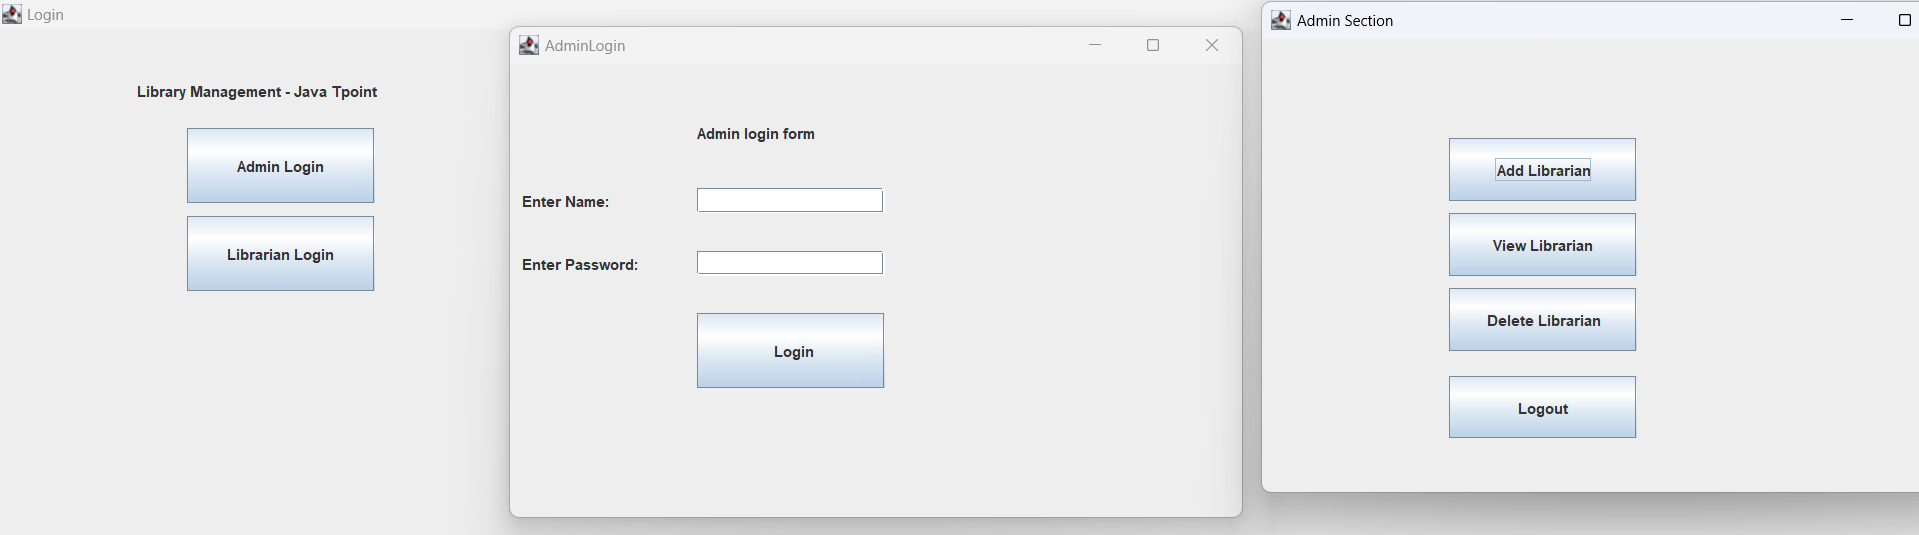 Login
Library Management - Java Tpoint
Admin Login
Librarian Login
AdminLogin
Admin login form
Enter Name:
Enter Password:
Login
Admin Section
Add Librarian
View Librarian
Delete Librarian
Logout